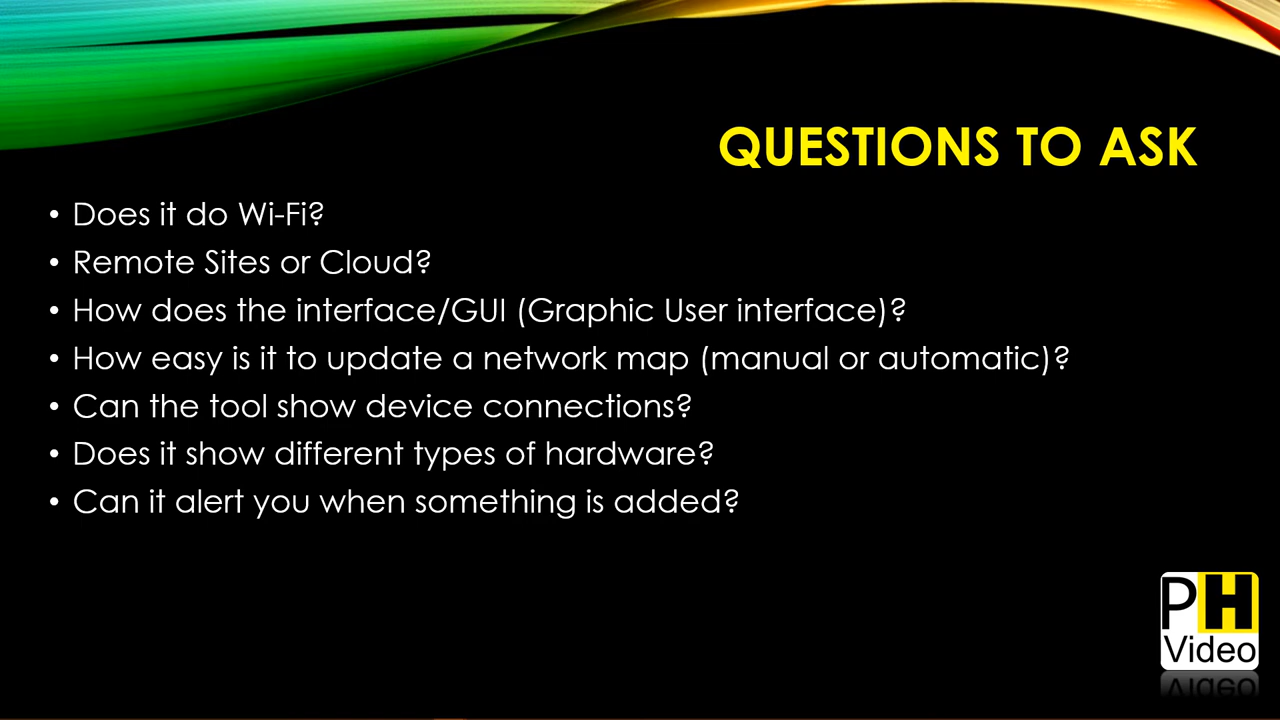 QUESTIONS TO ASK
• Does it do Wi-Fi?
• Remote Sites or Cloud?
• How does the interface/GUI (Graphic User interface)?
• How easy is it to update a network map (manual or automatic)?
• Can the tool show device connections?
• Does it show different types of hardware?
• Can it alert you when something is added?
PH
Video